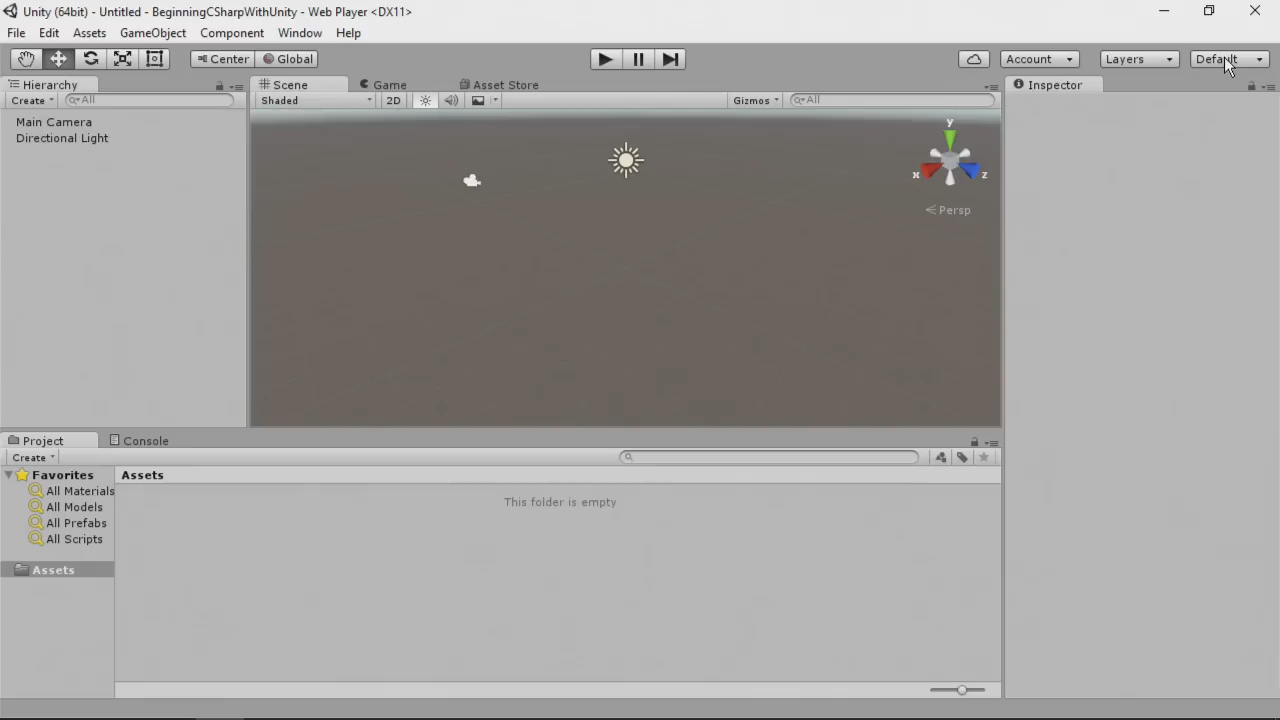 Unity (64bit) - Untitled - BeginningCSharpWithUnity - Web Player <DX11>
File Edit Assets GameObject Component Window Help
Center Global Account Layers Default
Hierarchy Scene Game Asset Store Inspector
Create All Shaded 2D Gizmos All
Main Camera
Directional Light
y
x z
Persp
Project Console
Create
Favorites Assets
All Materials This folder is empty
All Models
All Prefabs
All Scripts
Assets